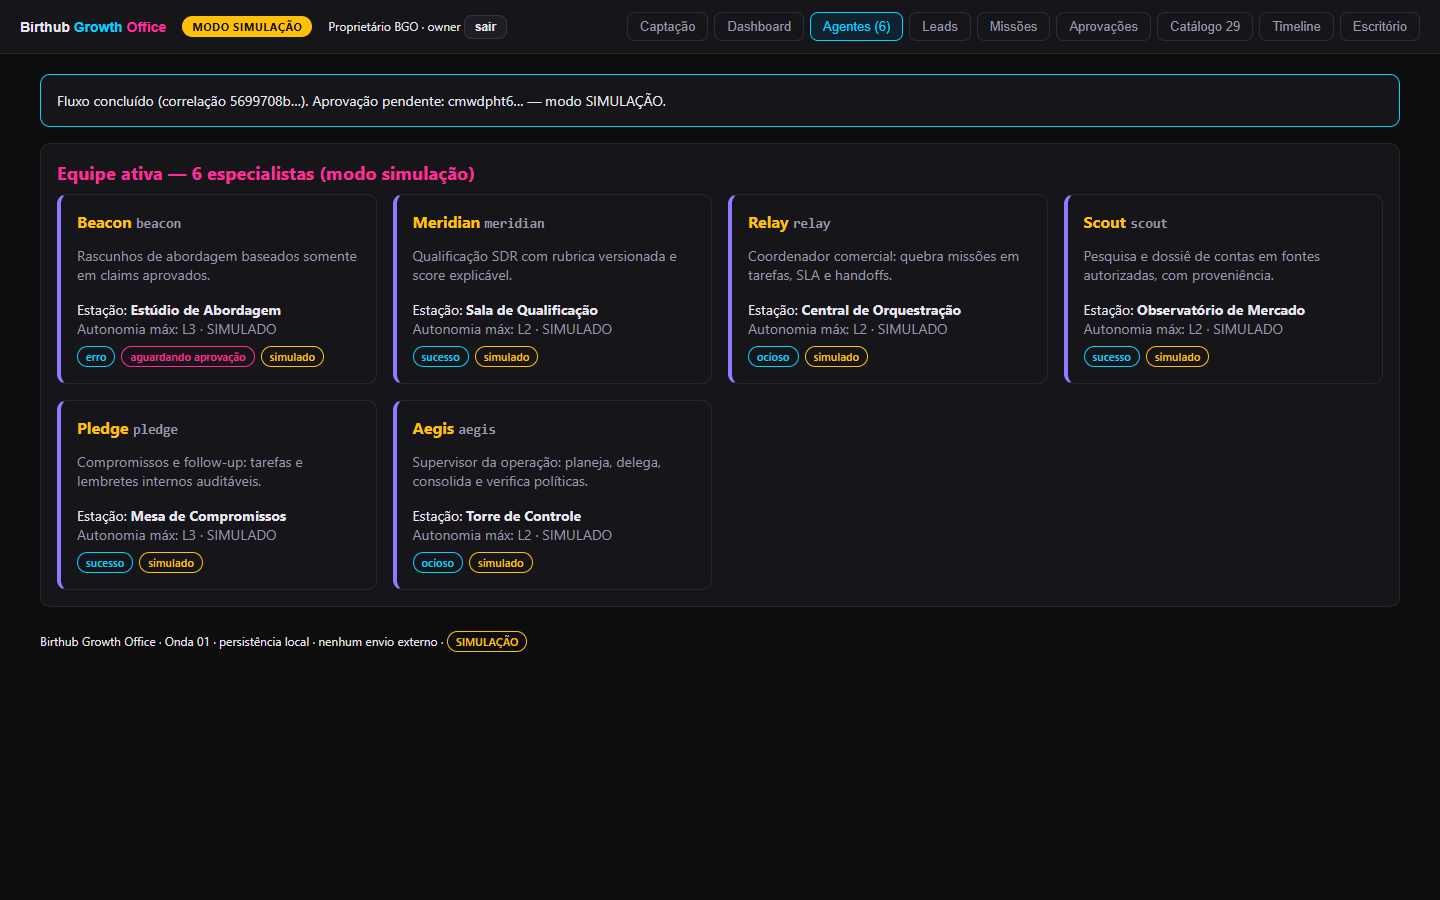 Birthub Growth Office MODO SIMULAÇÃO Proprietário BGO · owner sair Captação Dashboard Agentes (6) Leads Missões Aprovações Catálogo 29 Timeline Escritório
Fluxo concluído (correlação 5699708b...). Aprovação pendente: cmwdpht6... — modo SIMULAÇÃO.
Equipe ativa — 6 especialistas (modo simulação)
Beacon beacon
Rascunhos de abordagem baseados somente
em claims aprovados.
Estação: Estúdio de Abordagem
Autonomia máx: L3 · SIMULADO
erro aguardando aprovação simulado
Meridian meridian
Qualificação SDR com rubrica versionada e
score explicável.
Estação: Sala de Qualificação
Autonomia máx: L2 · SIMULADO
sucesso simulado
Relay relay
Coordenador comercial: quebra missões em
tarefas, SLA e handoffs.
Estação: Central de Orquestração
Autonomia máx: L2 · SIMULADO
ocioso simulado
Scout scout
Pesquisa e dossiê de contas em fontes
autorizadas, com proveniência.
Estação: Observatório de Mercado
Autonomia máx: L2 · SIMULADO
sucesso simulado
Pledge pledge
Compromissos e follow-up: tarefas e
lembretes internos auditáveis.
Estação: Mesa de Compromissos
Autonomia máx: L3 · SIMULADO
sucesso simulado
Aegis aegis
Supervisor da operação: planeja, delega,
consolida e verifica políticas.
Estação: Torre de Controle
Autonomia máx: L2 · SIMULADO
ocioso simulado
Birthub Growth Office · Onda 01 · persistência local · nenhum envio externo · SIMULAÇÃO